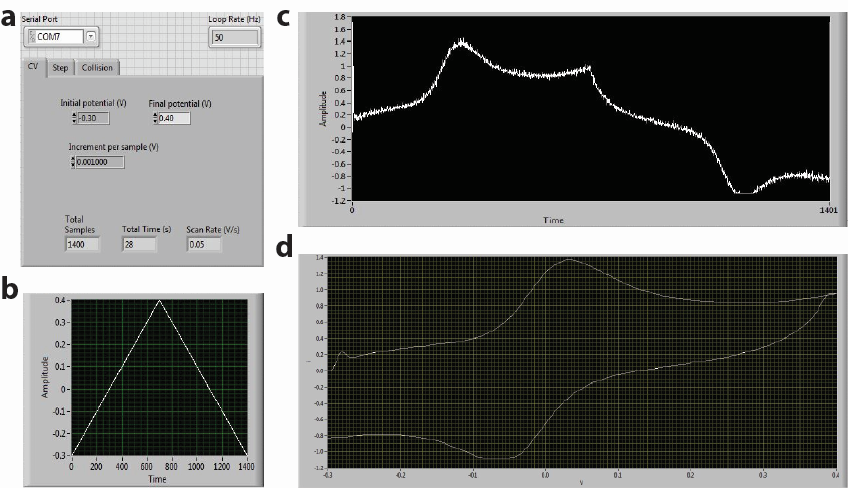 a
Serial Port
Loop Rate (Hz)
COM7
50
CV Step Collision
Initial potential (V) Final potential (V)
-0.30 0.40
Increment per sample (V)
0.001000
Total
Samples Total Time (s) Scan Rate (V/s)
1400 28 0.05
b
0.4
0.3
0.2
0.1
0
-0.1
-0.2
-0.3
Amplitude
0 200 400 600 800 1000 1200 1400
Time
c
1.8
1.6
1.4
1.2
1
0.8
0.6
0.4
0.2
0
-0.2
-0.4
-0.6
-0.8
-1
-1.2
Amplitude
0 1401
Time
d
1.4
1.2
1.0
0.8
0.6
0.4
0.2
0.0
-0.2
-0.4
-0.6
-0.8
-1.0
-1.2
I
-0.3 -0.2 -0.1 0.0 0.1 0.2 0.3 0.4
V